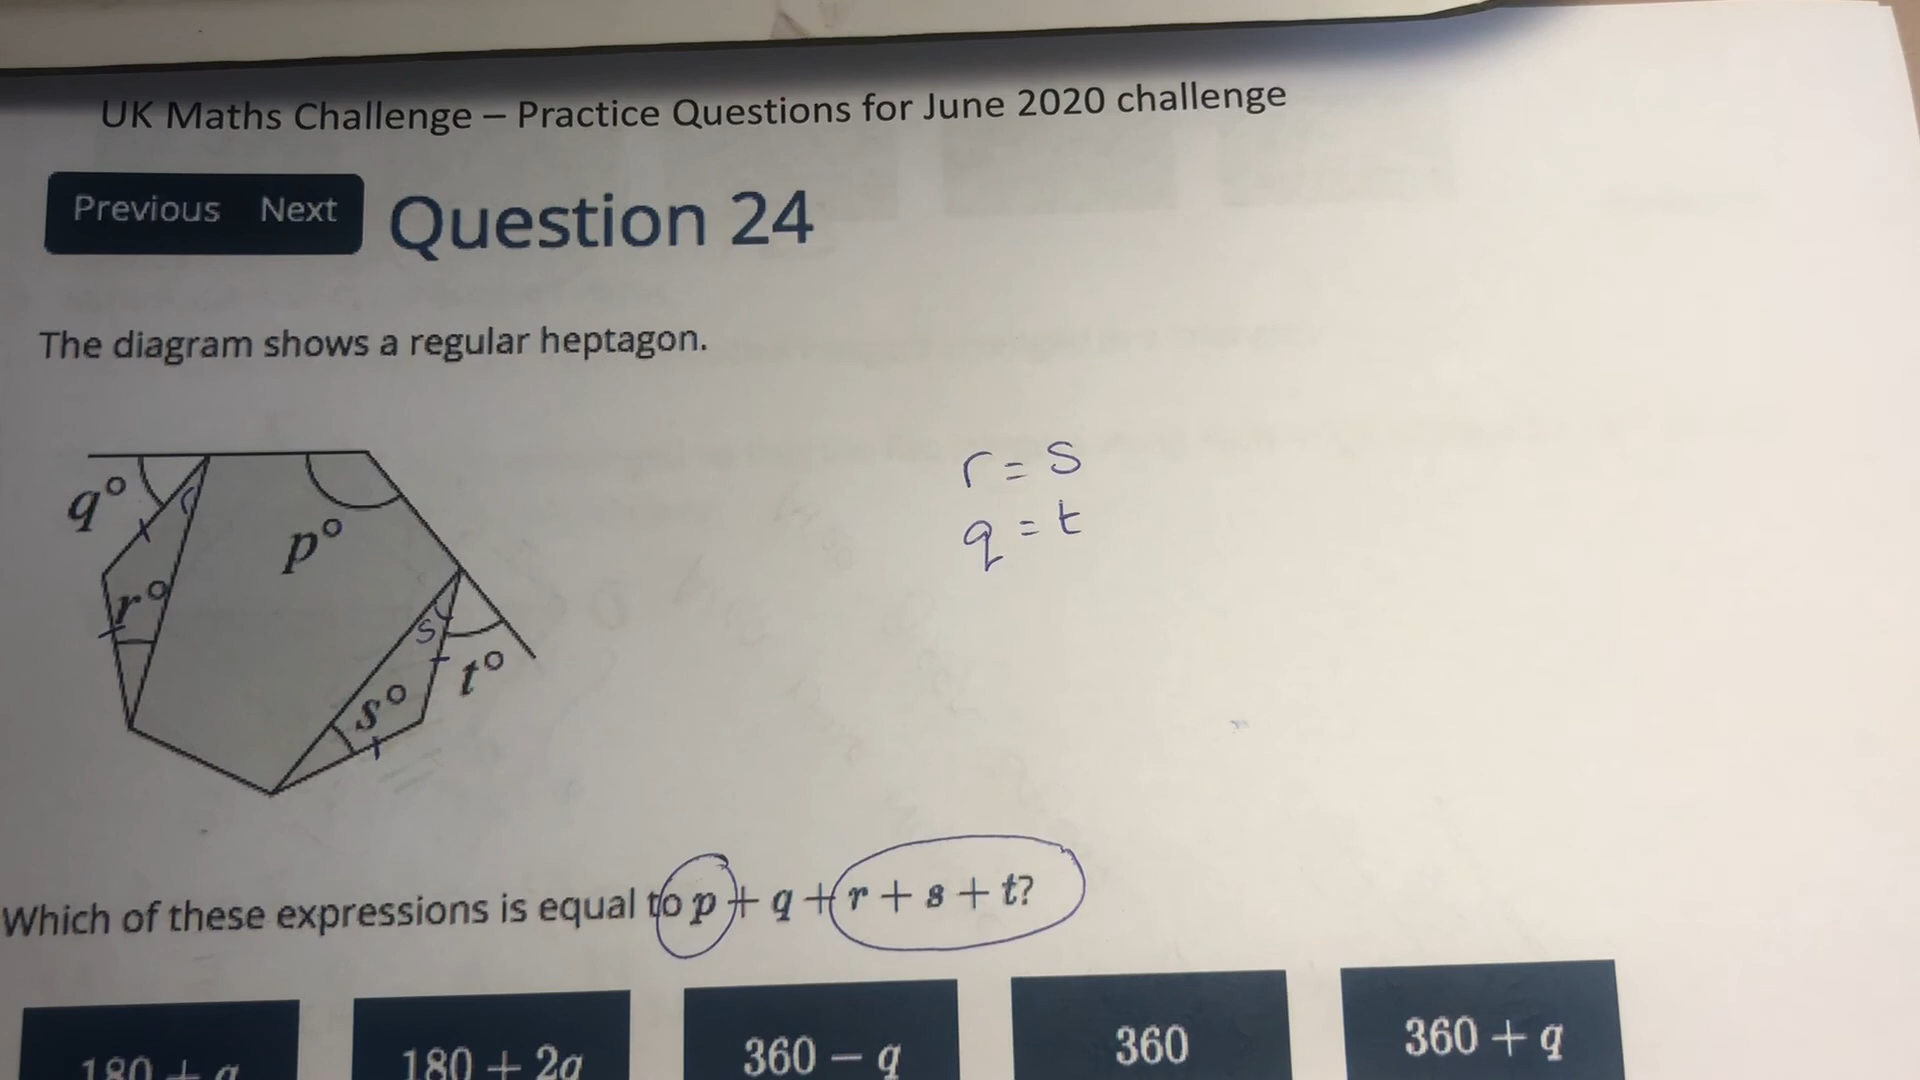 UK Maths Challenge – Practice Questions for June 2020 challenge
Previous Next
Question 24
The diagram shows a regular heptagon.
q°
r
p°
r°
s
s°
t°
r = s
q = t
Which of these expressions is equal to p + q + r + s + t?
180 + q
180 + 2q
360 − q
360
360 + q